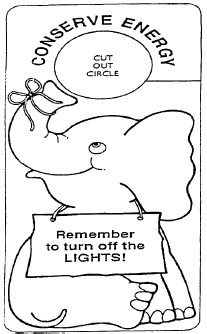 CONSERVE ENERGY
CUT
OUT
CIRCLE
Remember
to turn off the
LIGHTS!